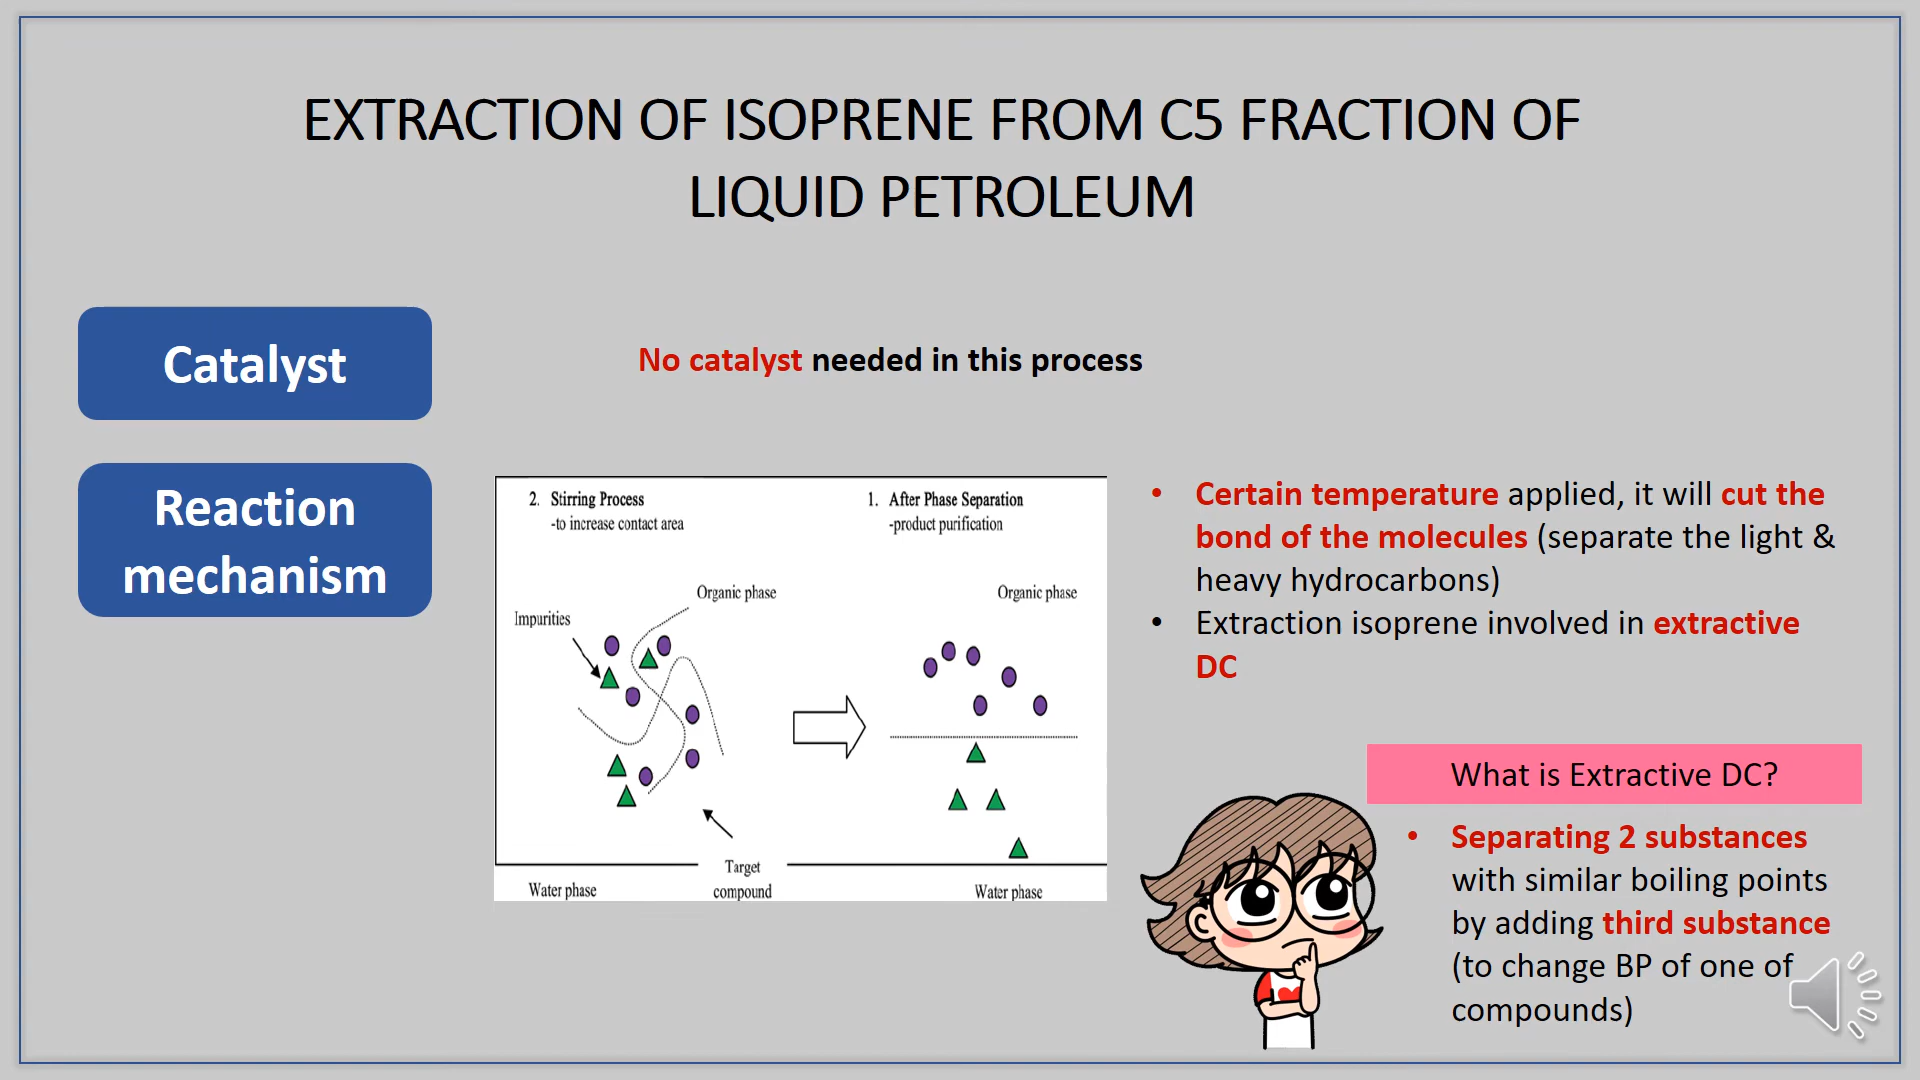 EXTRACTION OF ISOPRENE FROM C5 FRACTION OF
LIQUID PETROLEUM
Catalyst
No catalyst needed in this process
Reaction
mechanism
2. Stirring Process
-to increase contact area
Organic phase
Impurities
Target
compound
Water phase
1. After Phase Separation
-product purification
Organic phase
Water phase
• Certain temperature applied, it will cut the
bond of the molecules (separate the light &
heavy hydrocarbons)
• Extraction isoprene involved in extractive
DC
What is Extractive DC?
• Separating 2 substances
with similar boiling points
by adding third substance
(to change BP of one of
compounds)